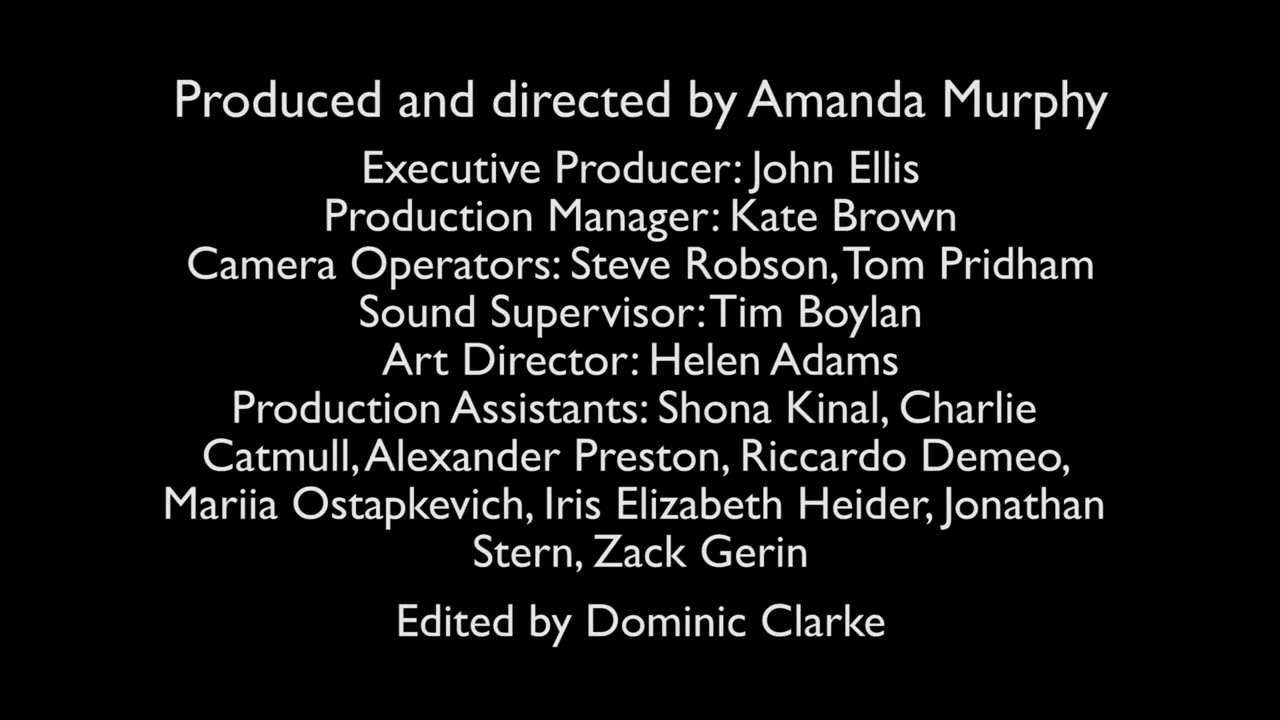 Produced and directed by Amanda Murphy
Executive Producer: John Ellis
Production Manager: Kate Brown
Camera Operators: Steve Robson, Tom Pridham
Sound Supervisor: Tim Boylan
Art Director: Helen Adams
Production Assistants: Shona Kinal, Charlie
Catmull, Alexander Preston, Riccardo Demeo,
Mariia Ostapkevich, Iris Elizabeth Heider, Jonathan
Stern, Zack Gerin
Edited by Dominic Clarke